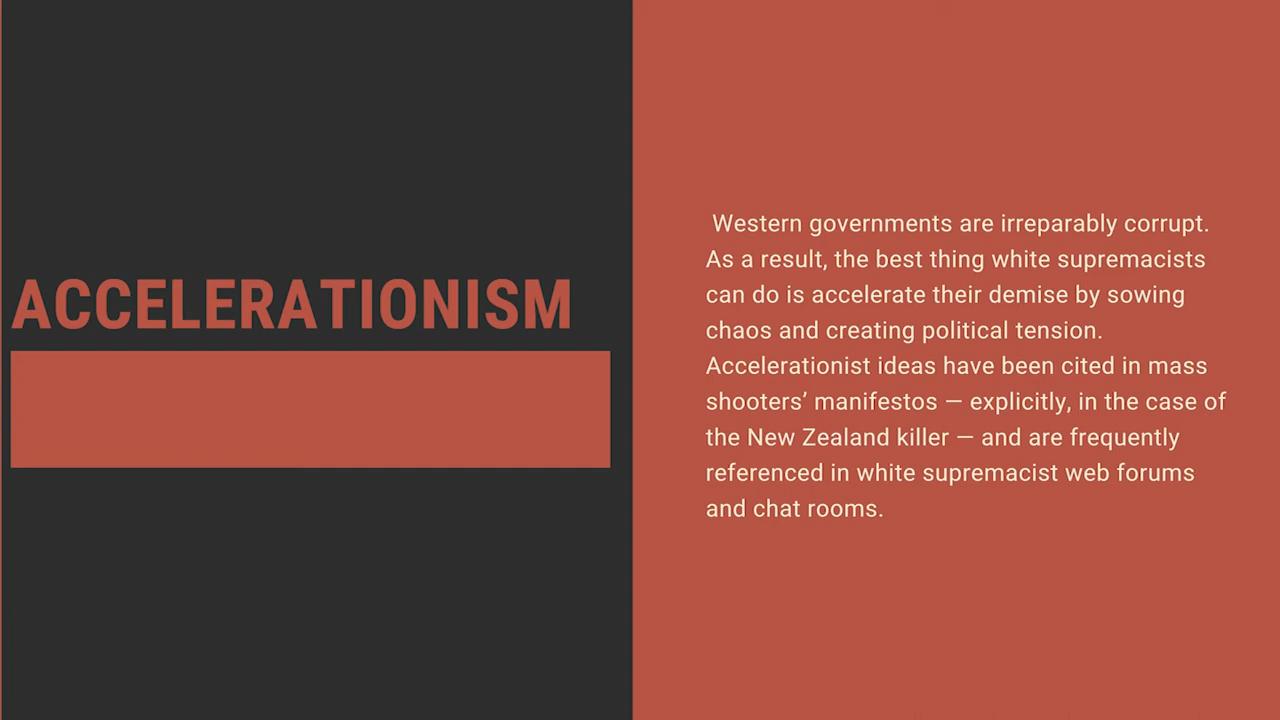 ACCELERATIONISM
Western governments are irreparably corrupt.
As a result, the best thing white supremacists
can do is accelerate their demise by sowing
chaos and creating political tension.
Accelerationist ideas have been cited in mass
shooters’ manifestos — explicitly, in the case of
the New Zealand killer — and are frequently
referenced in white supremacist web forums
and chat rooms.